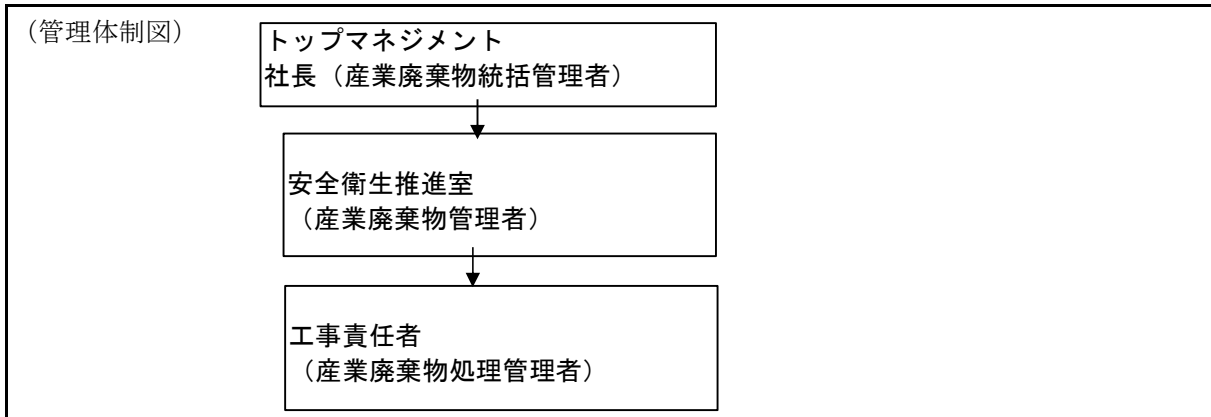 （管理体制図）
トップマネジメント
社長（産業廃棄物統括管理者）
安全衛生推進室
（産業廃棄物管理者）
工事責任者
（産業廃棄物処理管理者）